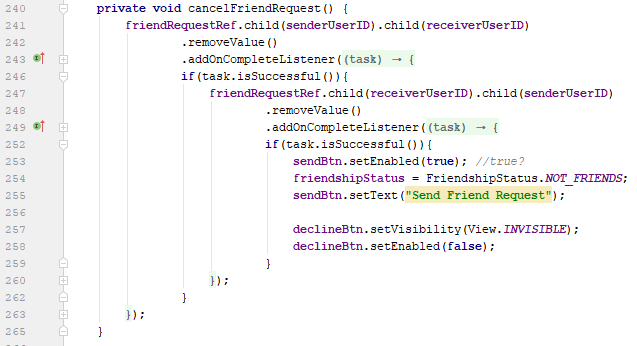 240 private void cancelFriendRequest() {
241 friendRequestRef.child(senderUserID).child(receiverUserID)
242 .removeValue()
243 .addOnCompleteListener((task) → {
246 if(task.isSuccessful()){
247 friendRequestRef.child(receiverUserID).child(senderUserID)
248 .removeValue()
249 .addOnCompleteListener((task) → {
252 if(task.isSuccessful()){
253 sendBtn.setEnabled(true); //true?
254 friendshipStatus = FriendshipStatus.NOT_FRIENDS;
255 sendBtn.setText("Send Friend Request");
256
257 declineBtn.setVisibility(View.INVISIBLE);
258 declineBtn.setEnabled(false);
259 }
260 });
262 }
263 });
265 }